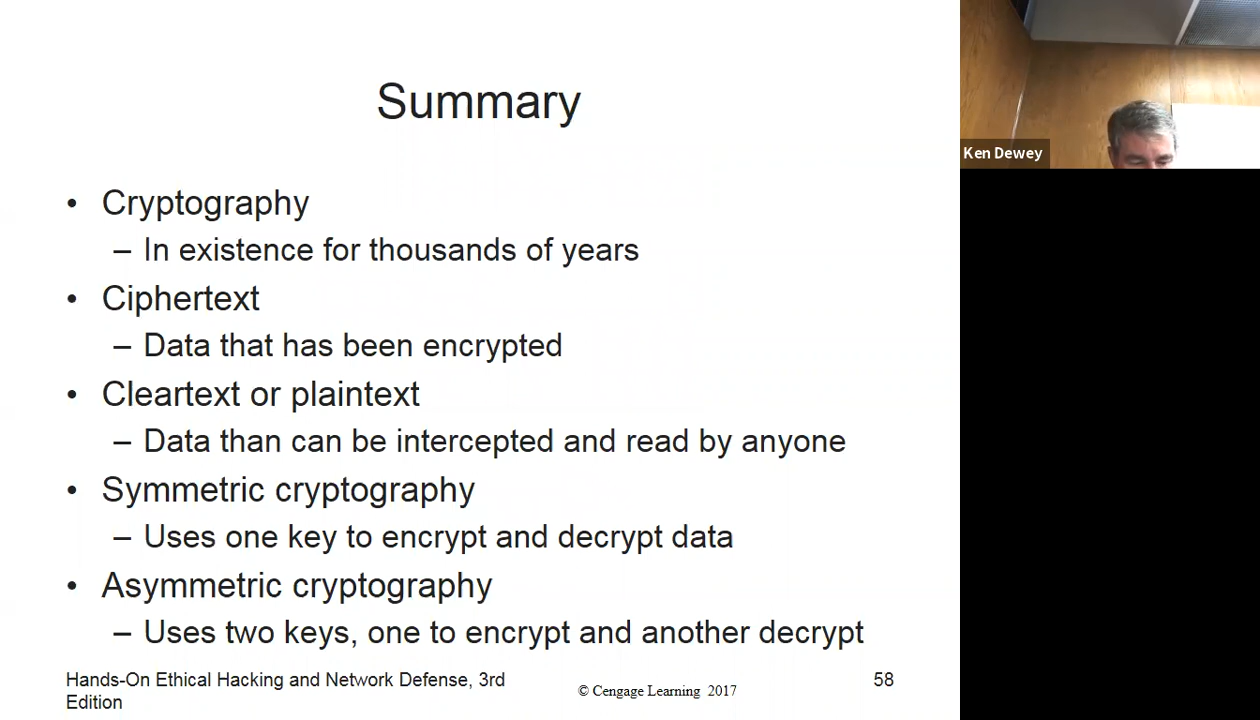 Summary
• Cryptography
– In existence for thousands of years
• Ciphertext
– Data that has been encrypted
• Cleartext or plaintext
– Data than can be intercepted and read by anyone
• Symmetric cryptography
– Uses one key to encrypt and decrypt data
• Asymmetric cryptography
– Uses two keys, one to encrypt and another decrypt
Hands-On Ethical Hacking and Network Defense, 3rd
Edition
© Cengage Learning 2017
58
Ken Dewey